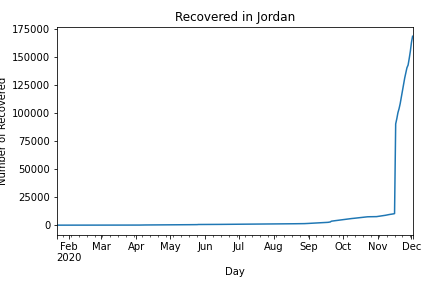 Recovered in Jordan
175000
150000
125000
100000
75000
50000
25000
0
Number of Recovered
Feb Mar Apr May Jun Jul Aug Sep Oct Nov Dec
2020
Day